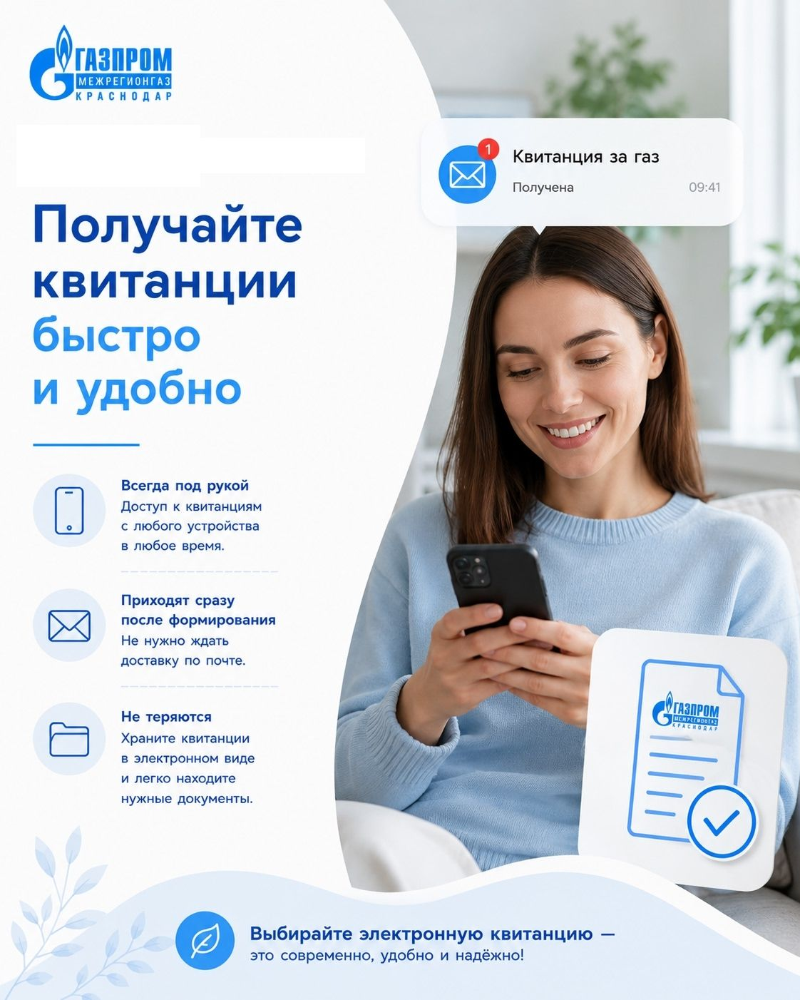 ГАЗПРОМ
МЕЖРЕГИОНГАЗ
КРАСНОДАР
1
Квитанция за газ
Получена 09:41
Получайте
квитанции
быстро
и удобно
Всегда под рукой
Доступ к квитанциям
с любого устройства
в любое время.
Приходят сразу
после формирования
Не нужно ждать
доставку по почте.
Не теряются
Храните квитанции
в электронном виде
и легко находите
нужные документы.
ГАЗПРОМ
МЕЖРЕГИОНГАЗ
КРАСНОДАР
Выбирайте электронную квитанцию —
это современно, удобно и надёжно!